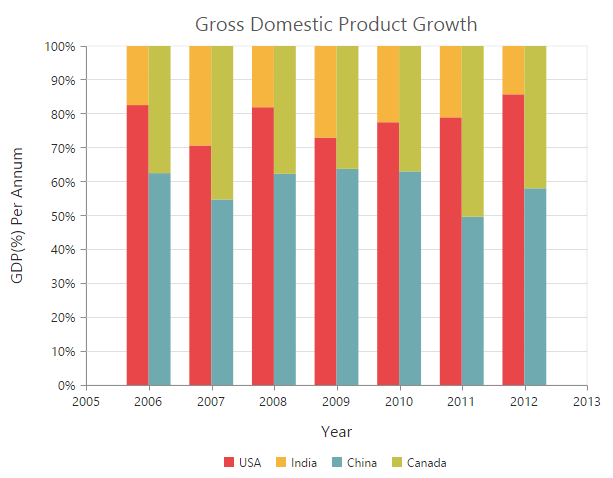 Gross Domestic Product Growth
GDP(%) Per Annum
100%
90%
80%
70%
60%
50%
40%
30%
20%
10%
0%
2005 2006 2007 2008 2009 2010 2011 2012 2013
Year
USA India China Canada